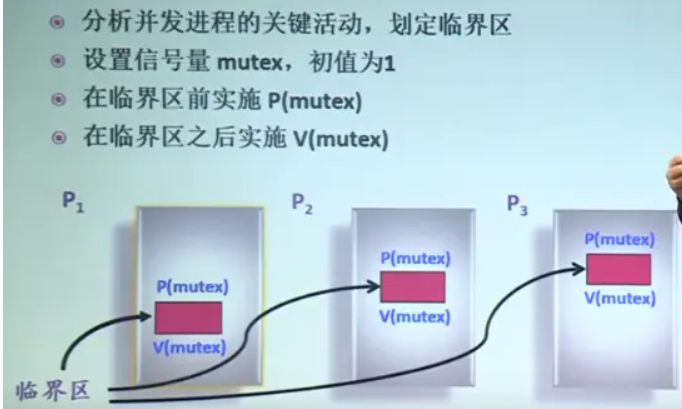 分析并发进程的关键活动，划定临界区
设置信号量 mutex，初值为1
在临界区前实施 P(mutex)
在临界区之后实施 V(mutex)
P1
P2
P3
P(mutex)
V(mutex)
P(mutex)
V(mutex)
P(mutex)
V(mutex)
临界区